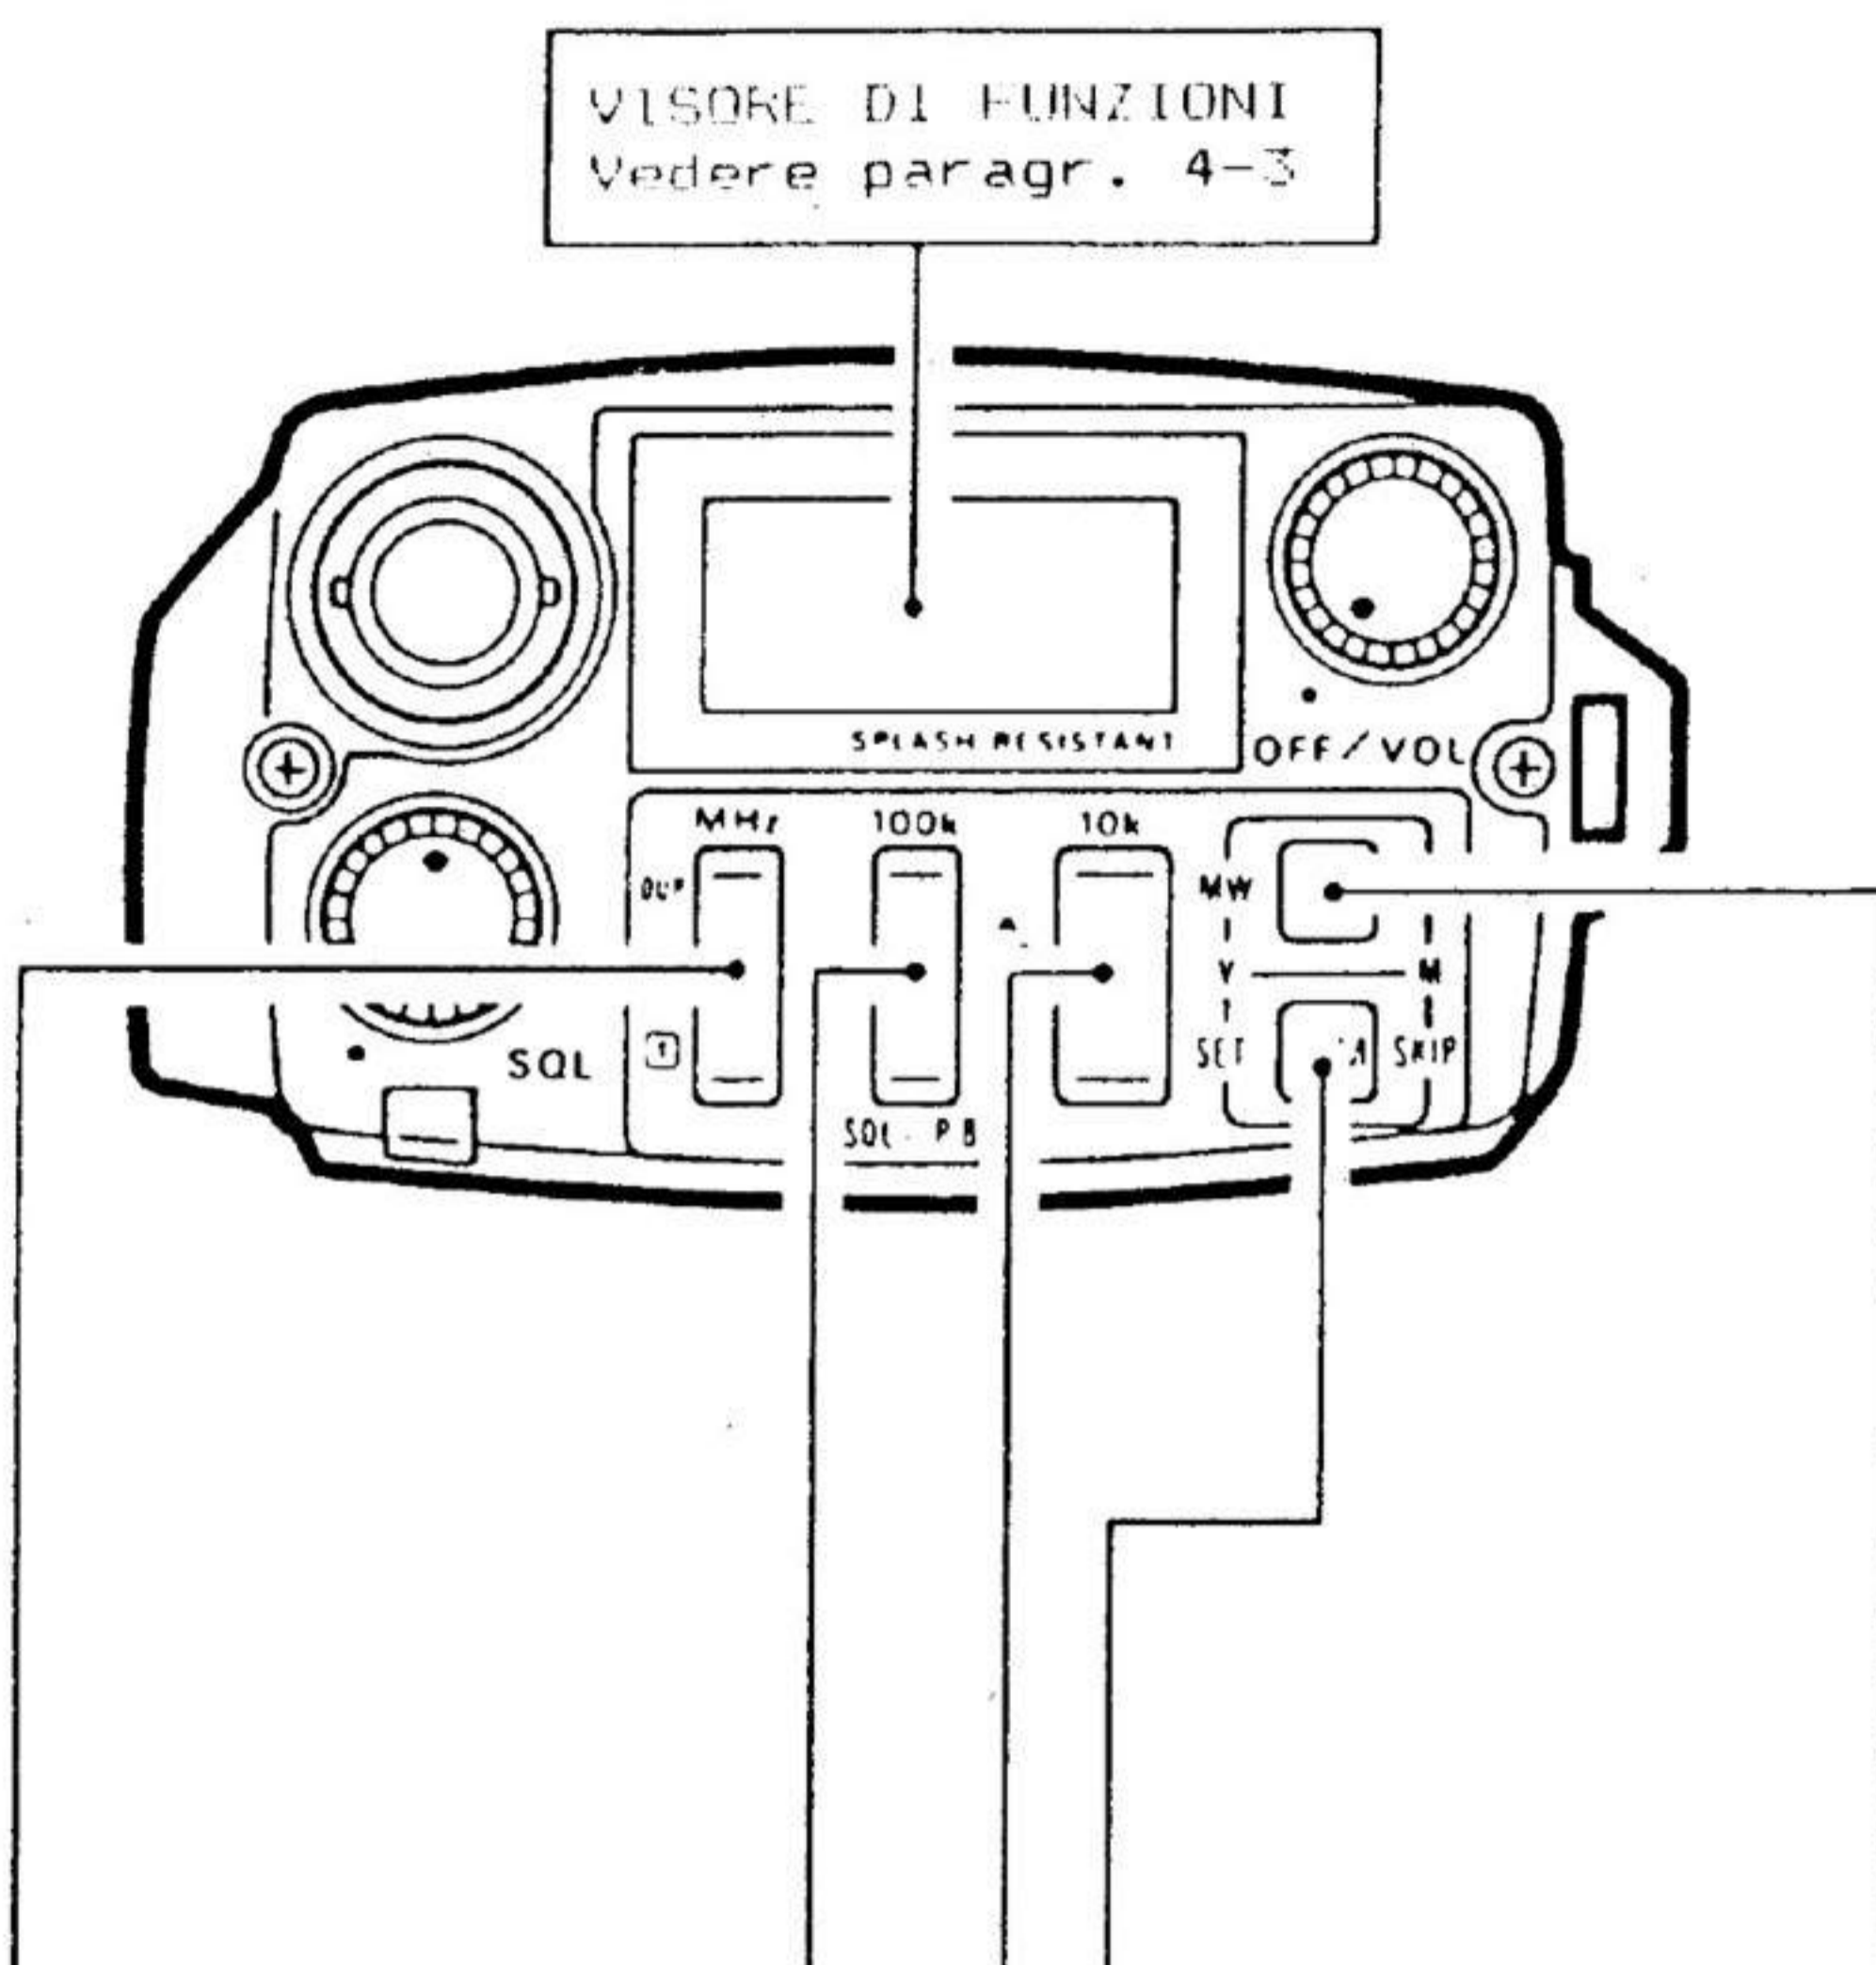 VISORE DI FUNZIONI
Vedere paragr. 4-3
SPLASH RESISTANT
OFF/VOL
MHz 100k 10k
DUP
MW
V M
SET SKIP
SQL
SQL PB